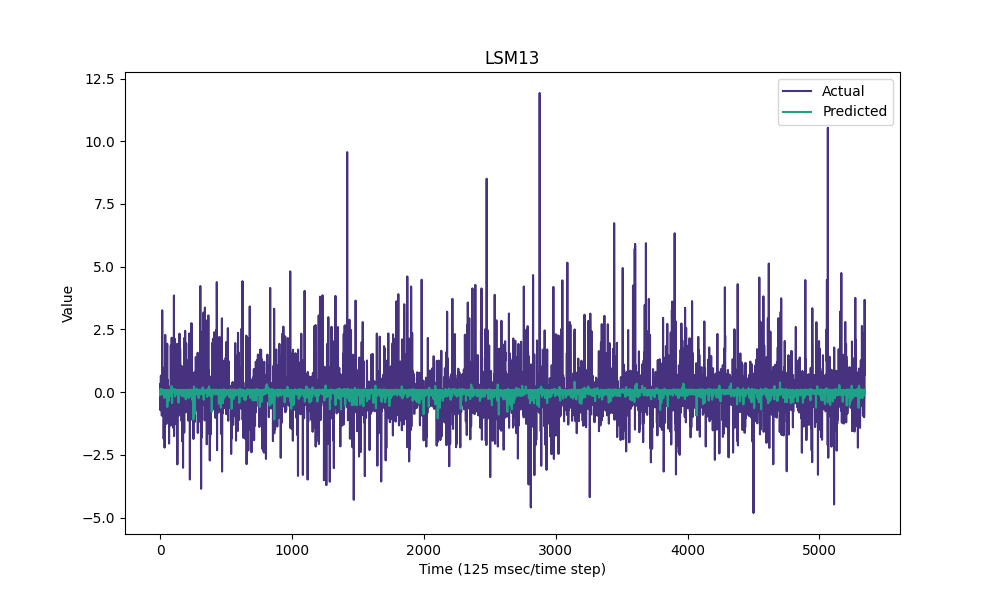 LSM13
12.5
10.0
7.5
5.0
2.5
0.0
−2.5
−5.0
Value
Actual
Predicted
0 1000 2000 3000 4000 5000
Time (125 msec/time step)